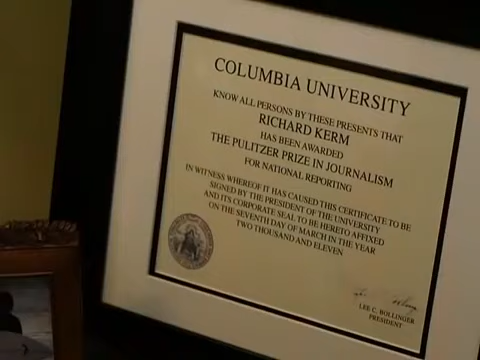 COLUMBIA UNIVERSITY
KNOW ALL PERSONS BY THESE PRESENTS THAT
RICHARD KERM
HAS BEEN AWARDED
THE PULITZER PRIZE IN JOURNALISM
FOR NATIONAL REPORTING
IN WITNESS WHEREOF IT HAS CAUSED THIS CERTIFICATE TO BE
SIGNED BY THE PRESIDENT OF THE UNIVERSITY
AND ITS CORPORATE SEAL TO BE HERETO AFFIXED
ON THE SEVENTH DAY OF MARCH IN THE YEAR
TWO THOUSAND AND ELEVEN
LEE C. BOLLINGER
PRESIDENT